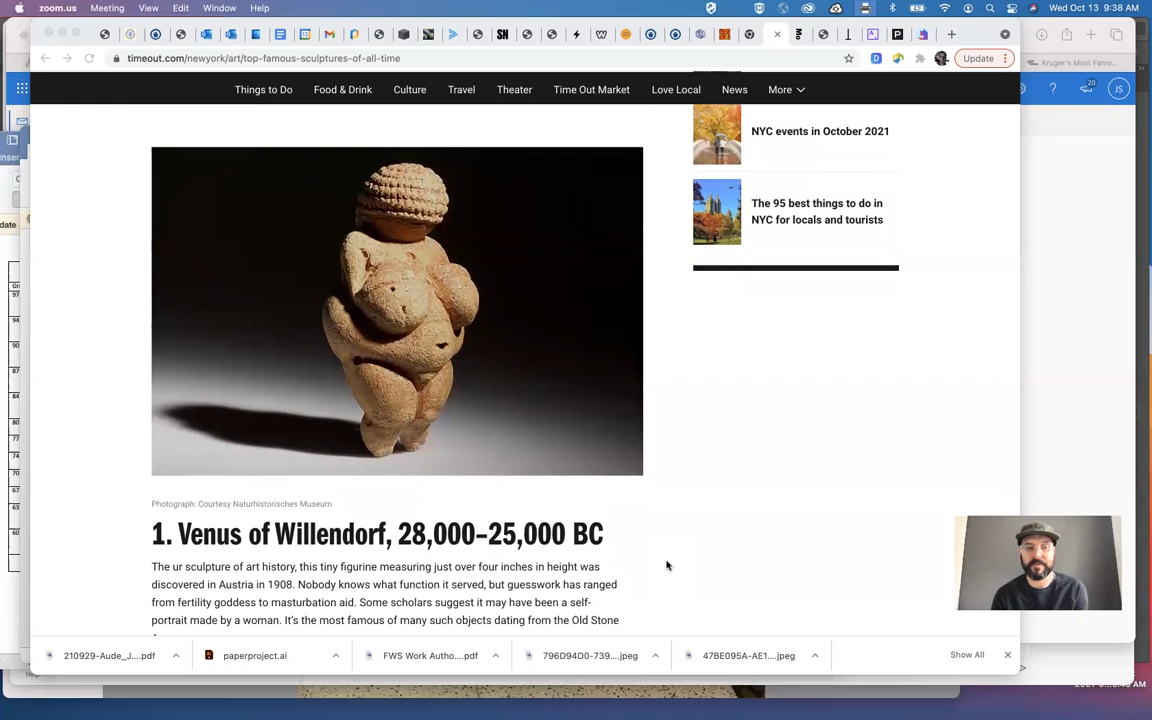 zoom.us Meeting View Edit Window Help
Wed Oct 13 9:38 AM
timeout.com/newyork/art/top-famous-sculptures-of-all-time
Update
Kruger's Most Famo...
Things to Do Food & Drink Culture Travel Theater Time Out Market Love Local News More
20
JS
NYC events in October 2021
The 95 best things to do in
NYC for locals and tourists
Photograph: Courtesy Naturhistorisches Museum
1. Venus of Willendorf, 28,000–25,000 BC
The ur sculpture of art history, this tiny figurine measuring just over four inches in height was
discovered in Austria in 1908. Nobody knows what function it served, but guesswork has ranged
from fertility goddess to masturbation aid. Some scholars suggest it may have been a self-
portrait made by a woman. It's the most famous of many such objects dating from the Old Stone
210929-Aude_J....pdf
paperproject.ai
FWS Work Autho....pdf
796D94D0-739....jpeg
47BE095A-AE1....jpeg
Show All